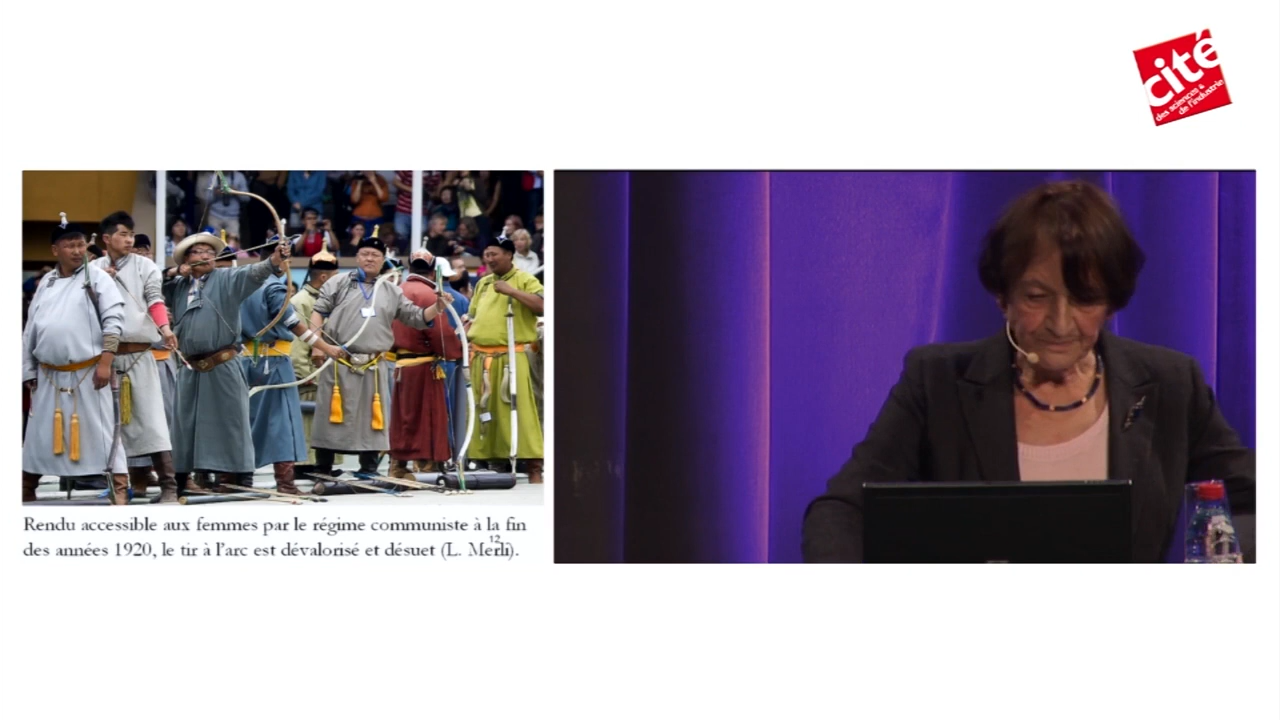 cité
des sciences &
de l'industrie
Rendu accessible aux femmes par le régime communiste à la fin
12
des années 1920, le tir à l'arc est dévalorisé et désuet (L. Merli).